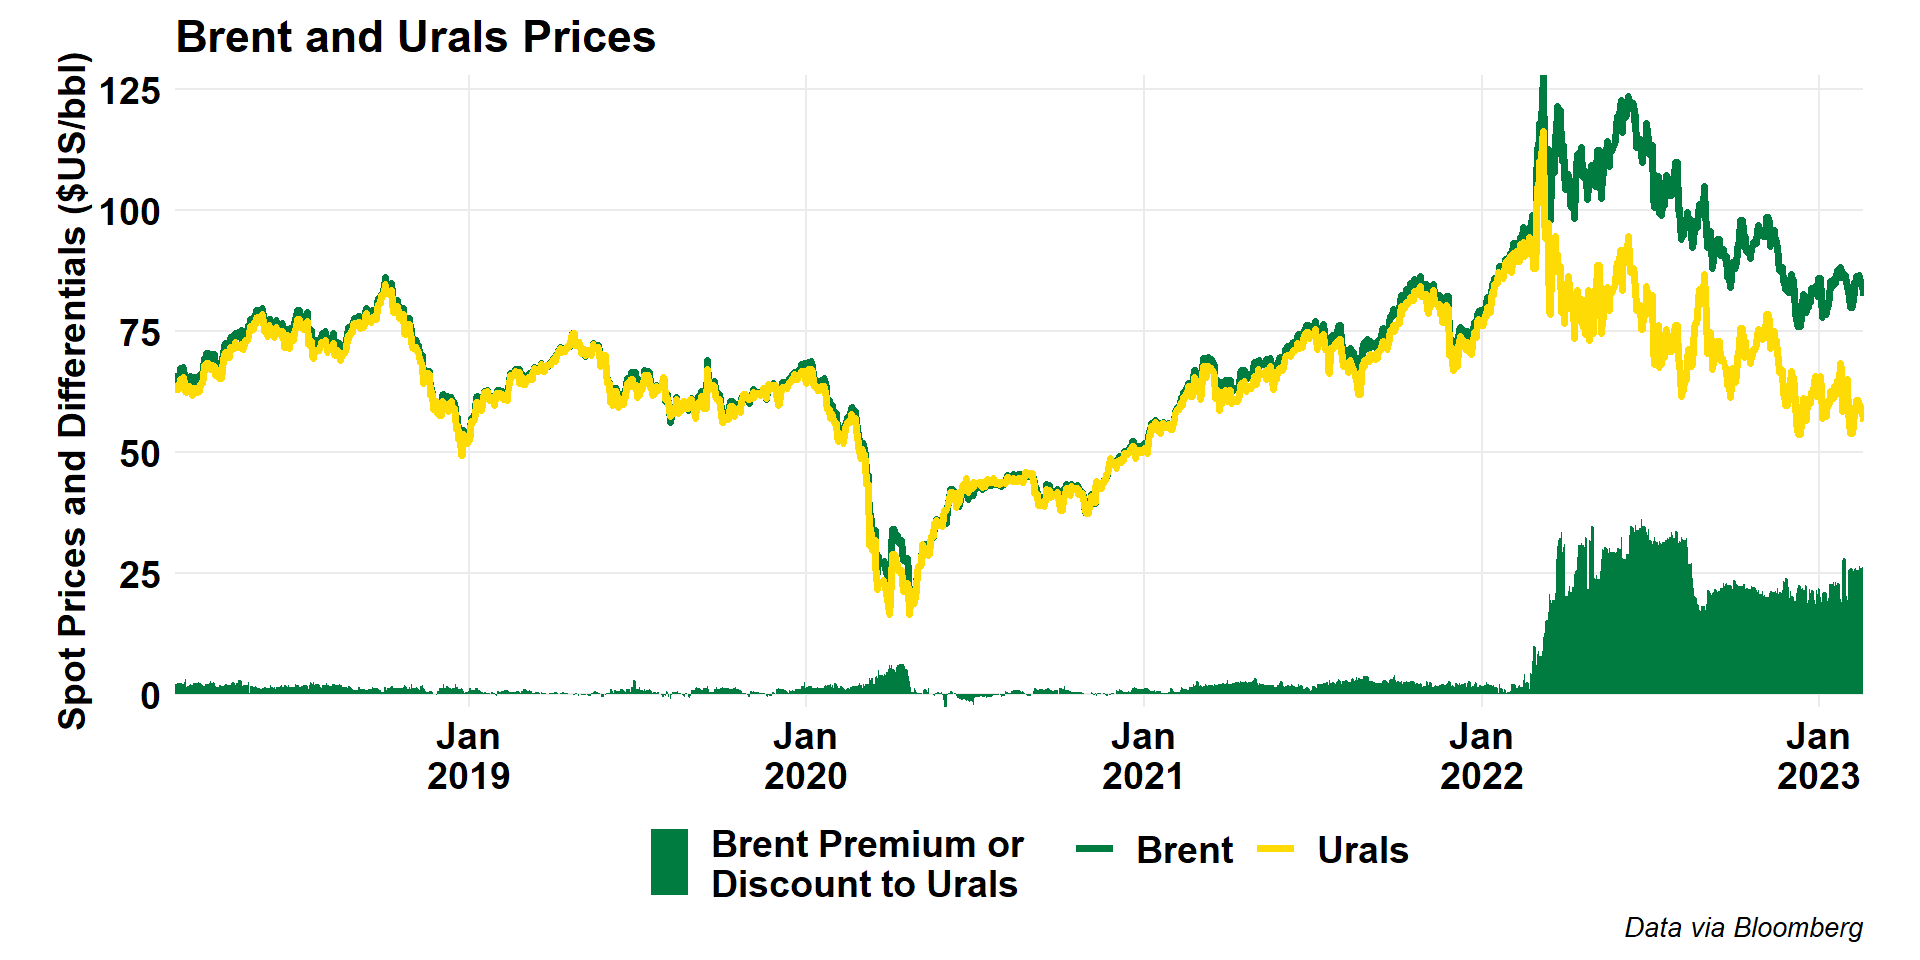 Brent and Urals Prices
Spot Prices and Differentials ($US/bbl)
125
100
75
50
25
0
Jan
2019
Jan
2020
Jan
2021
Jan
2022
Jan
2023
Brent Premium or
Discount to Urals
Brent
Urals
Data via Bloomberg